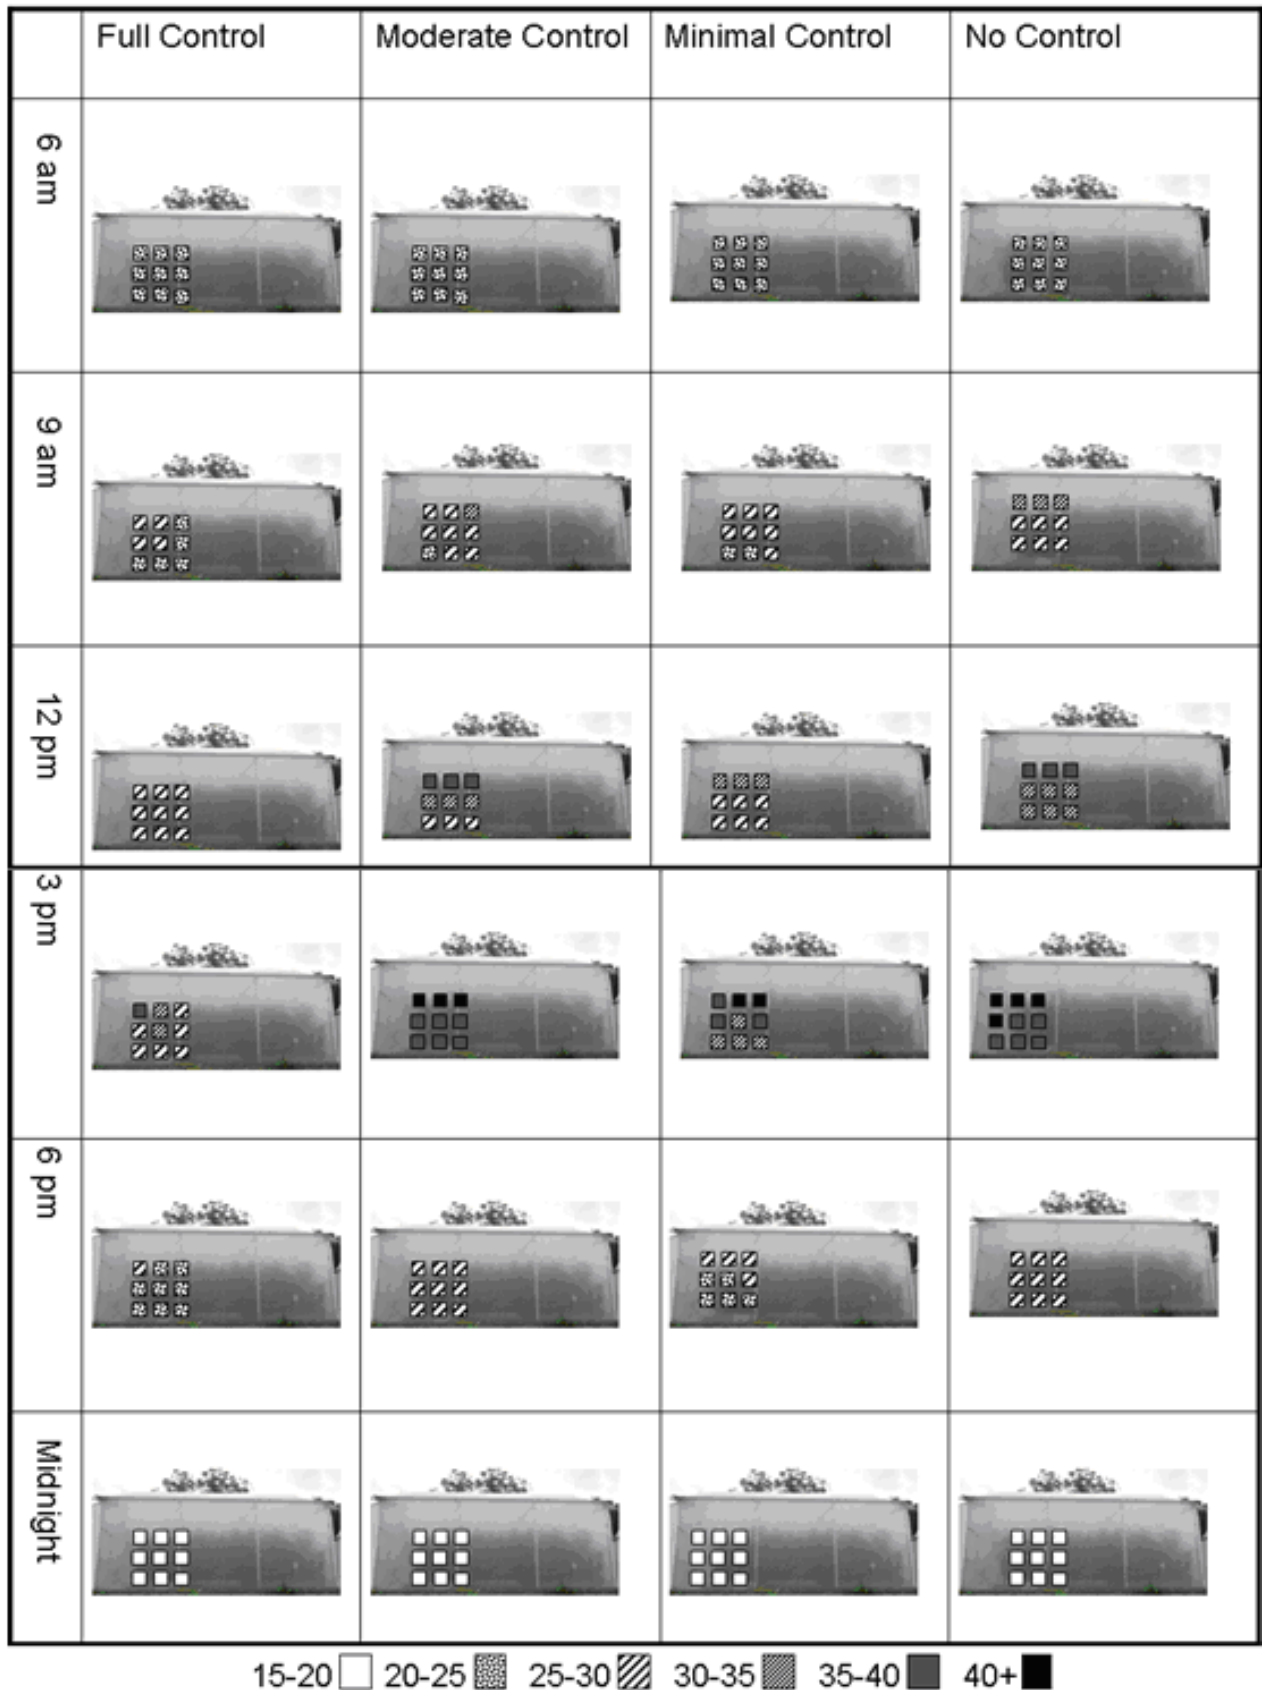 Full Control Moderate Control Minimal Control No Control
6 am
9 am
12 pm
3 pm
6 pm
Midnight
15-20 20-25 25-30 30-35 35-40 40+